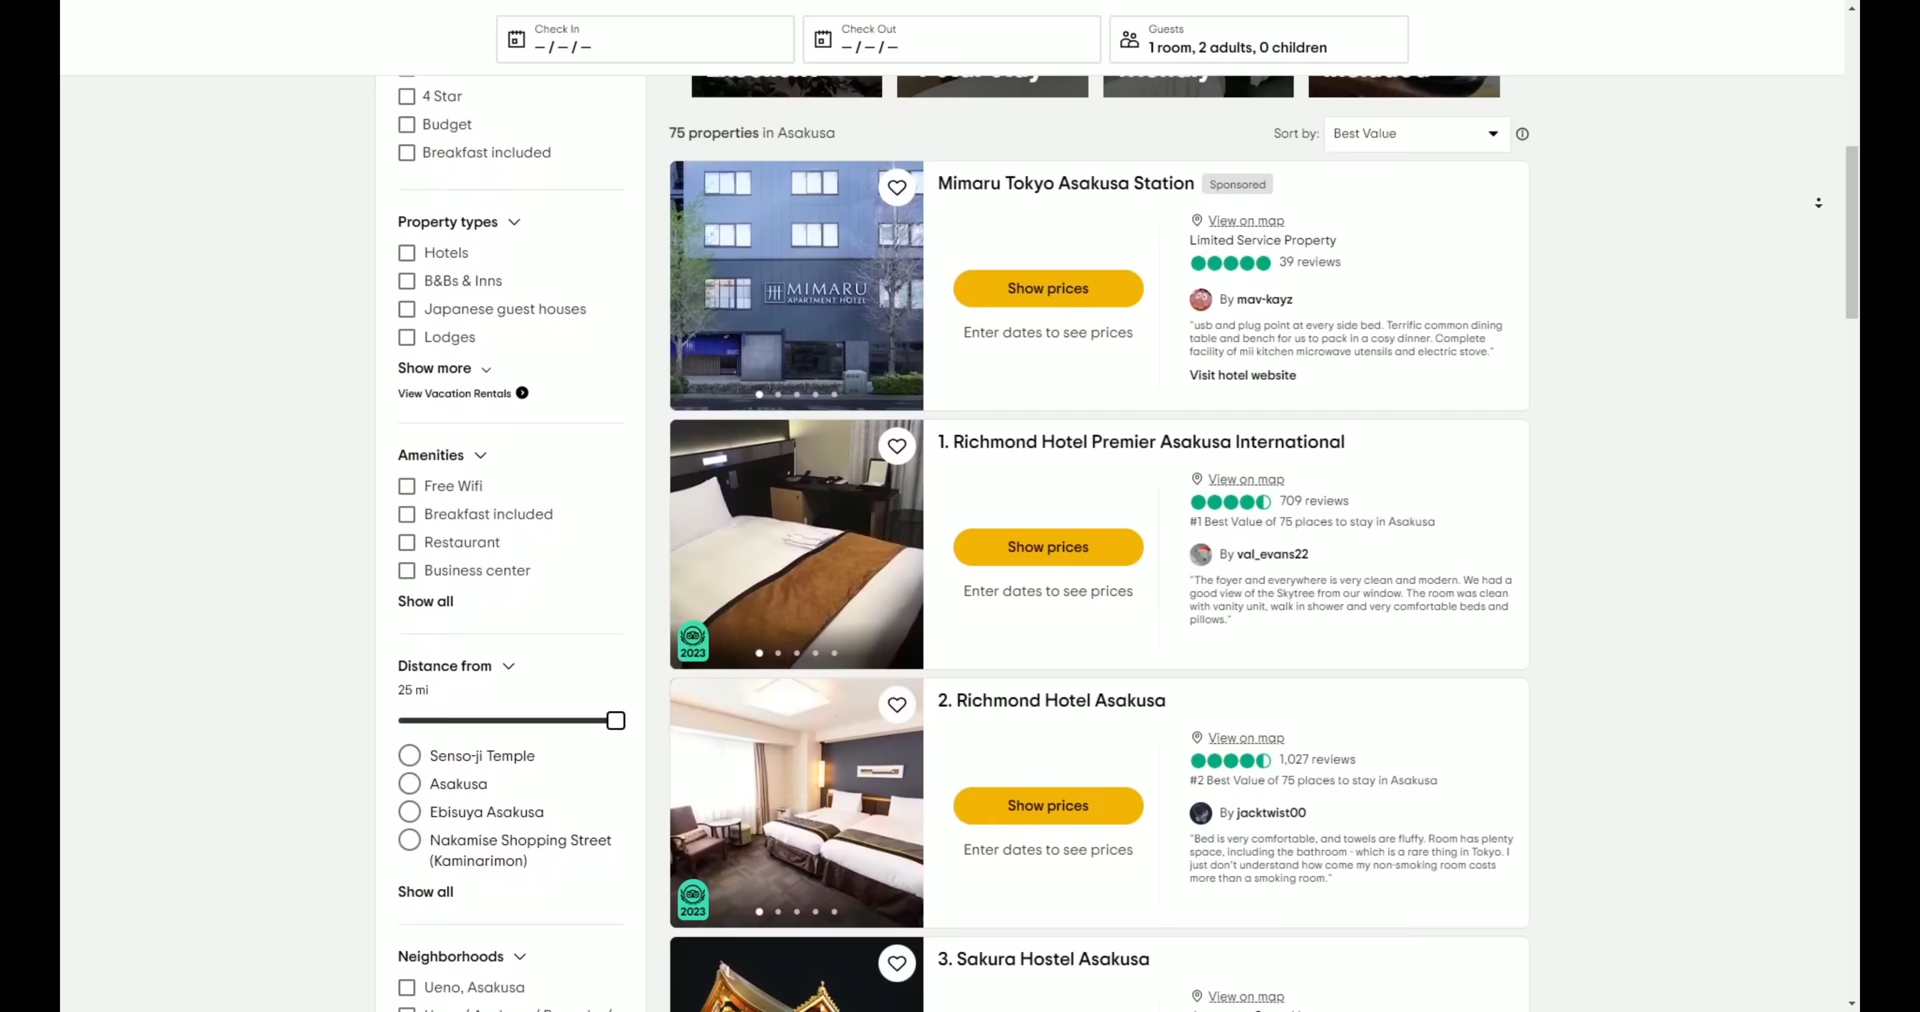 Check In
– / – / –
Check Out
– / – / –
Guests
1 room, 2 adults, 0 children
4 Star
Budget
Breakfast included
Property types
Hotels
B&Bs & Inns
Japanese guest houses
Lodges
Show more
View Vacation Rentals
Amenities
Free Wifi
Breakfast included
Restaurant
Business center
Show all
Distance from
25 mi
Senso-ji Temple
Asakusa
Ebisuya Asakusa
Nakamise Shopping Street
(Kaminarimon)
Show all
Neighborhoods
Ueno, Asakusa
75 properties in Asakusa
Sort by: Best Value
MIMARU
APARTMENT HOTEL
Mimaru Tokyo Asakusa Station Sponsored
Show prices
Enter dates to see prices
View on map
Limited Service Property
39 reviews
By mav-kayz
"usb and plug point at every side bed. Terrific common dining
table and bench for us to pack in a cosy dinner. Complete
facility of mii kitchen microwave utensils and electric stove."
Visit hotel website
2023
1. Richmond Hotel Premier Asakusa International
Show prices
Enter dates to see prices
View on map
709 reviews
#1 Best Value of 75 places to stay in Asakusa
By val_evans22
"The foyer and everywhere is very clean and modern. We had a
good view of the Skytree from our window. The room was clean
with vanity unit, walk in shower and very comfortable beds and
pillows."
2023
2. Richmond Hotel Asakusa
Show prices
Enter dates to see prices
View on map
1,027 reviews
#2 Best Value of 75 places to stay in Asakusa
By jacktwist00
"Bed is very comfortable, and towels are fluffy. Room has plenty
space, including the bathroom - which is a rare thing in Tokyo. I
just don't understand how come my non-smoking room costs
more than a smoking room."
3. Sakura Hostel Asakusa
View on map